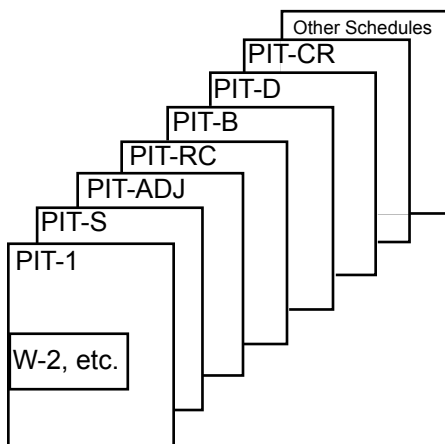 Other Schedules
PIT-CR
PIT-D
PIT-B
PIT-RC
PIT-ADJ
PIT-S
PIT-1
W-2, etc.